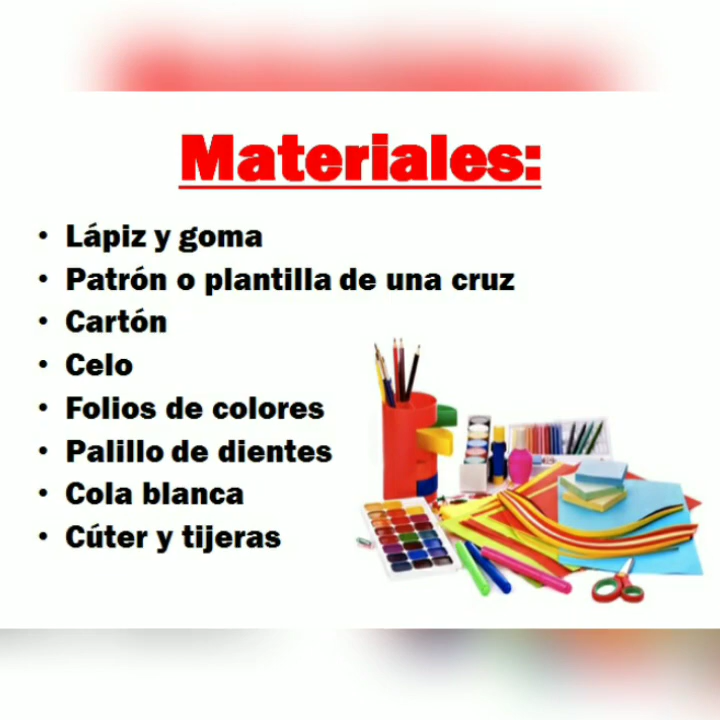 Materiales:
• Lápiz y goma
• Patrón o plantilla de una cruz
• Cartón
• Celo
• Folios de colores
• Palillo de dientes
• Cola blanca
• Cúter y tijeras